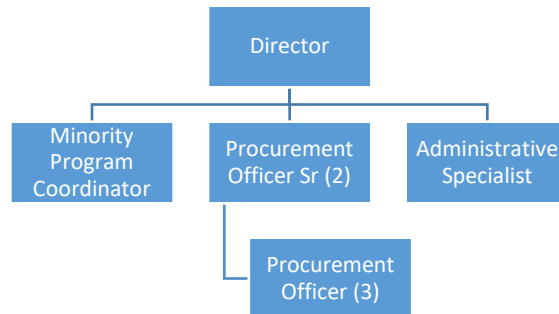 Director
Minority
Program
Coordinator
Procurement
Officer Sr (2)
Administrative
Specialist
Procurement
Officer (3)